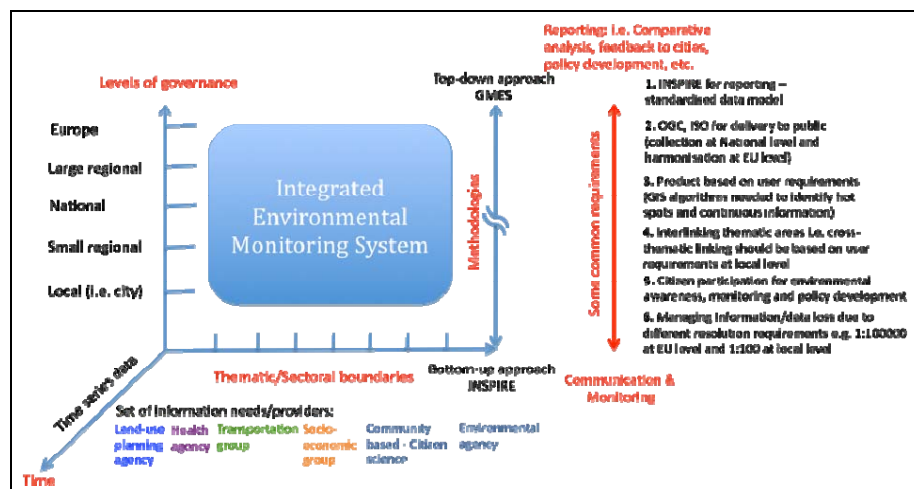 Reporting: i.e. Comparative
analysis, feedback to cities,
policy development, etc.
Levels of governance
Top-down approach
GMES
Europe
Large regional
National
Small regional
Local (i.e. city)
Integrated
Environmental
Monitoring System
Methodologies
Some common requirements
1. INSPIRE for reporting –
standardised data model
2. OGC, ISO for delivery to public
(collection at National level and
harmonisation at EU level)
3. Product based on user requirements
(GIS algorithm needed to identify hot
spots and continuous information)
4. Interlinking thematic areas i.e. cross-
thematic linking should be based on user
requirements at local level
5. Citizen participation for environmental
awareness, monitoring and policy development
6. Managing information/data loss due to
different resolution requirements e.g. 1:100000
at EU level and 1:100 at local level
Thematic/Sectoral boundaries
Bottom-up approach
INSPIRE
Communication &
Monitoring
Time series data
Time
Set of information needs/providers:
Land-use
planning
agency
Health
agency
Transportation
group
Socio-
economic
group
Community
based - Citizen
science
Environmental
agency